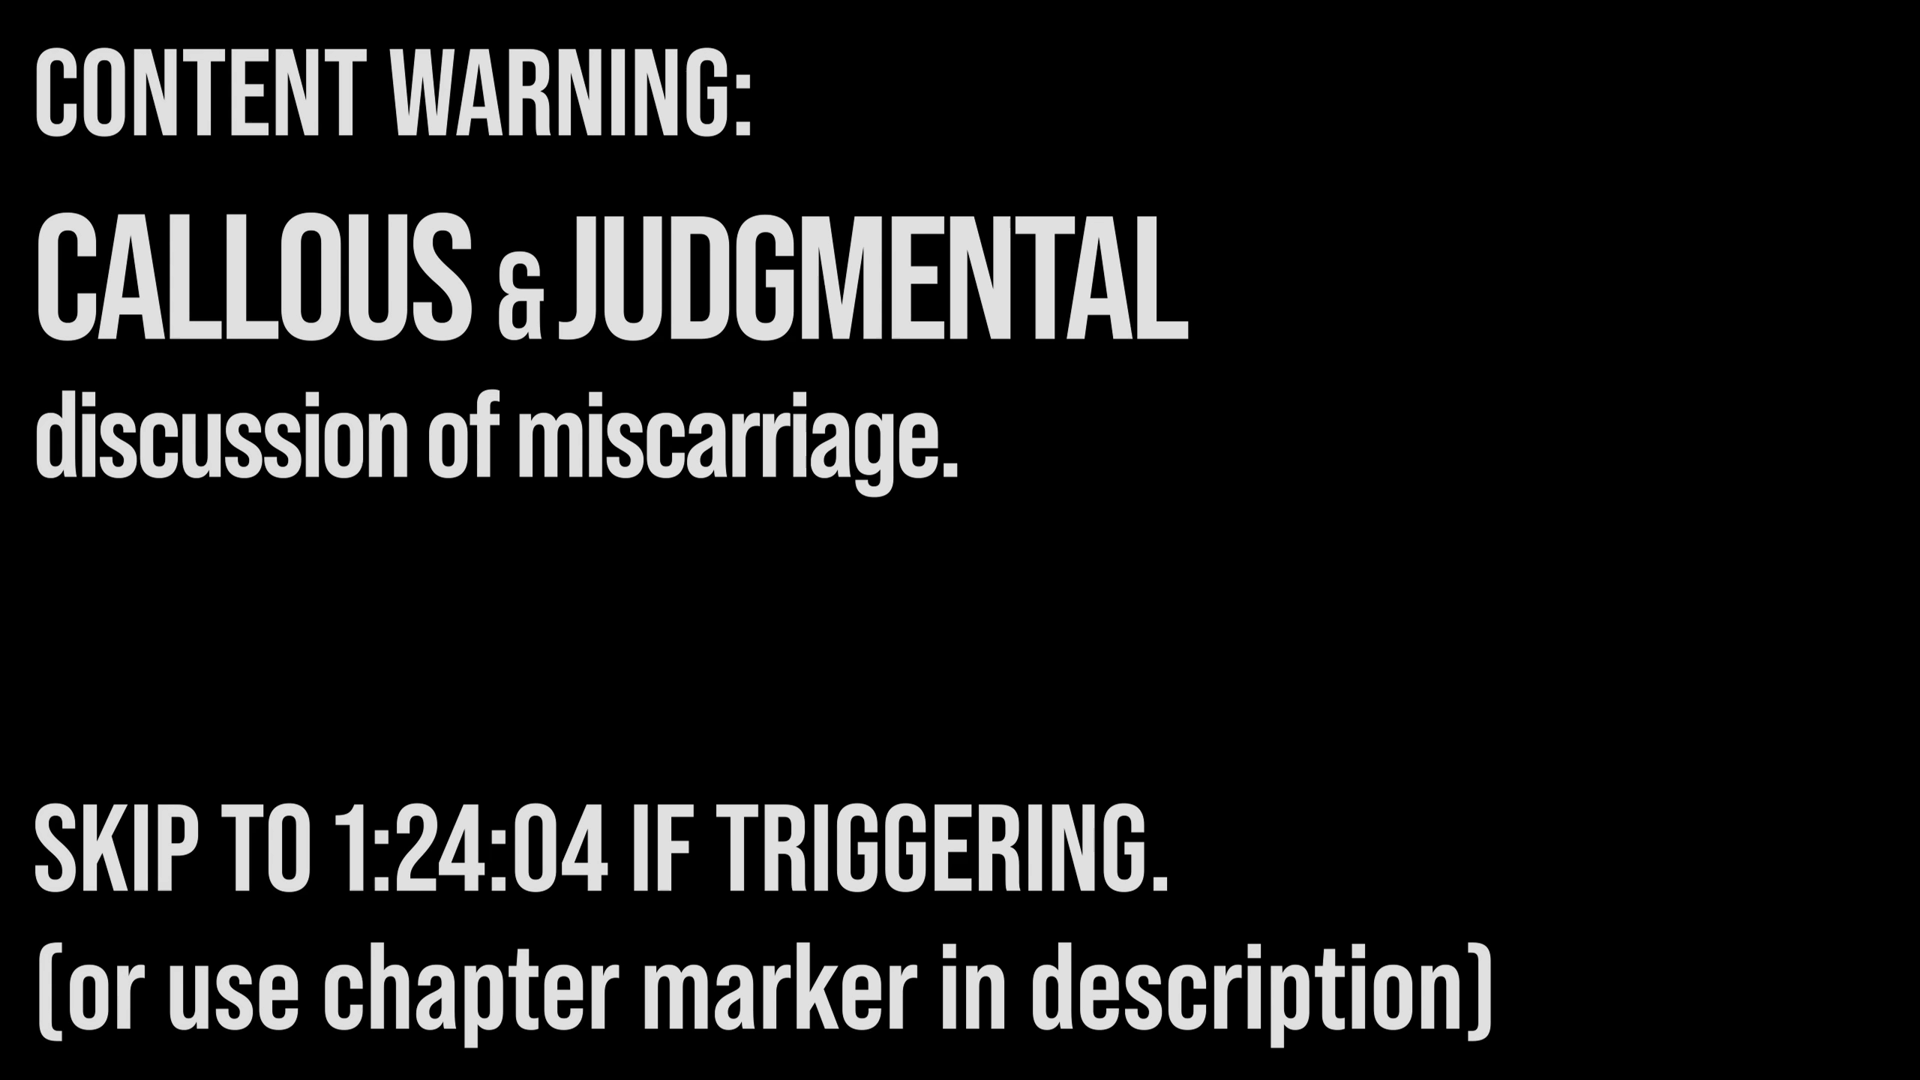 CONTENT WARNING:
CALLOUS & JUDGMENTAL
discussion of miscarriage.
SKIP TO 1:24:04 IF TRIGGERING.
(or use chapter marker in description)